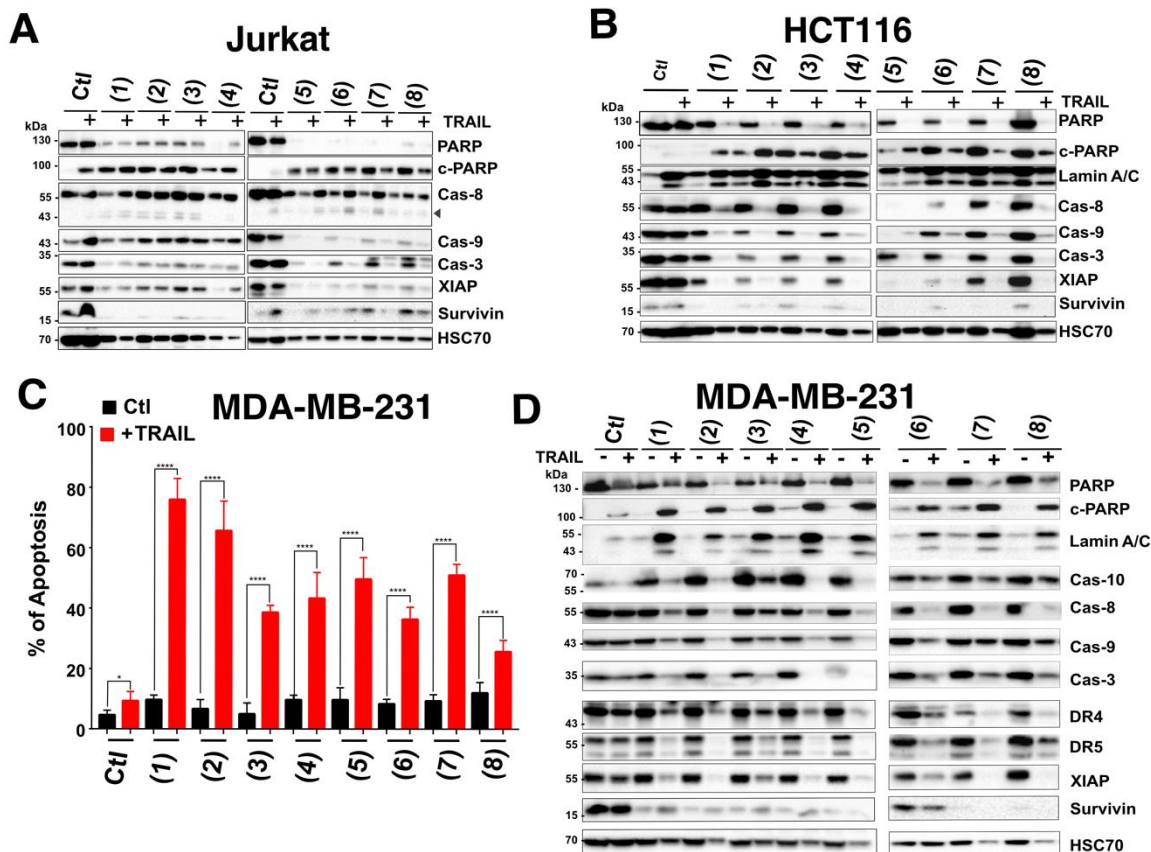 A
Jurkat
Ctl (1) (2) (3) (4) Ctl (5) (6) (7) (8)
+ + + + + + + + + + TRAIL
kDa
130 PARP
100 c-PARP
55 Cas-8
43
43 Cas-9
35 Cas-3
55 XIAP
15 Survivin
70 HSC70
B
HCT116
Ctl (1) (2) (3) (4) (5) (6) (7) (8)
+ + + + + + + + + TRAIL
kDa
130 PARP
100 c-PARP
55 Lamin A/C
43
55 Cas-8
43 Cas-9
35 Cas-3
55 XIAP
15 Survivin
70 HSC70
C
MDA-MB-231
Ctl
+TRAIL
% of Apoptosis
100
80
60
40
20
0
* **** **** **** **** **** **** **** ****
Ctl (1) (2) (3) (4) (5) (6) (7) (8)
D
MDA-MB-231
Ctl (1) (2) (3) (4) (5) (6) (7) (8)
TRAIL - + - + - + - + - + - + - + - + - +
kDa
130 PARP
100 c-PARP
55 Lamin A/C
43
70 Cas-10
55
55 Cas-8
43 Cas-9
35 Cas-3
43 DR4
55 DR5
55 XIAP
15 Survivin
70 HSC70